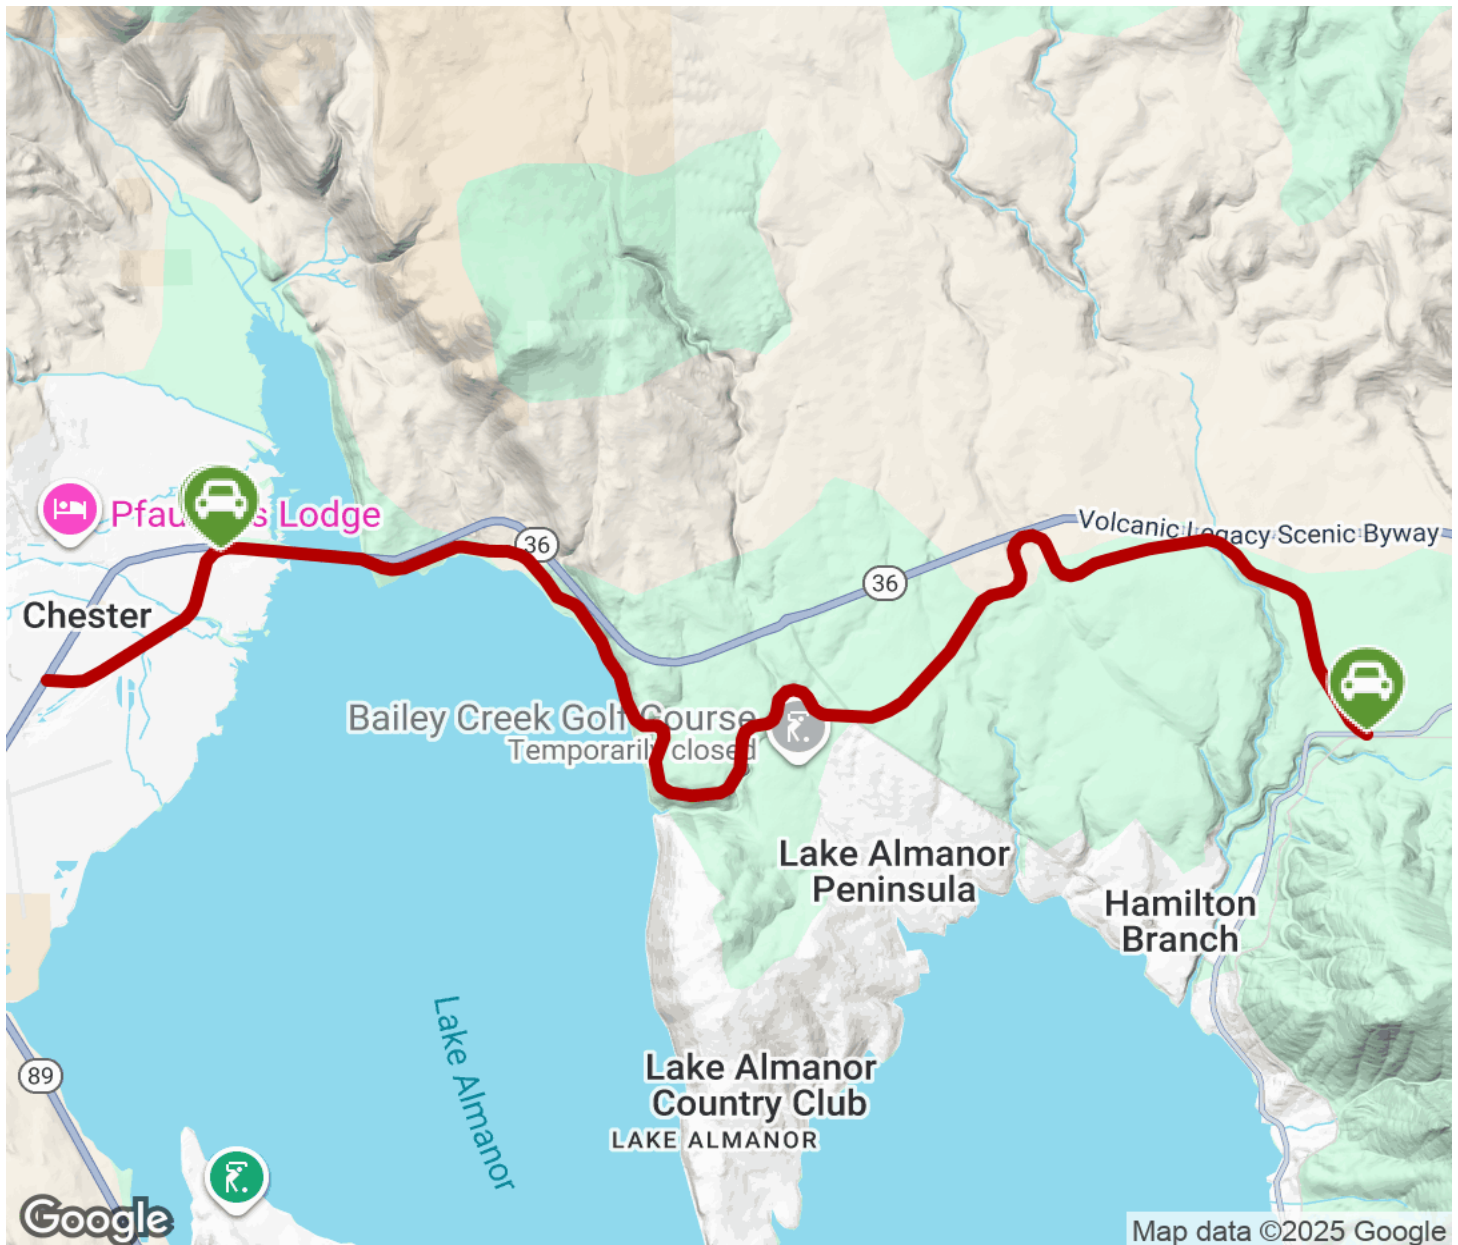 Volcanic Legacy Scenic Byway
Lodge
36
36
Chester
Bailey Creek Golf Course
Temporarily closed
Lake Almanor
Peninsula
Hamilton
Branch
Lake Almanor
Lake Almanor
Country Club
LAKE ALMANOR
89
Google
Map data ©2025 Google